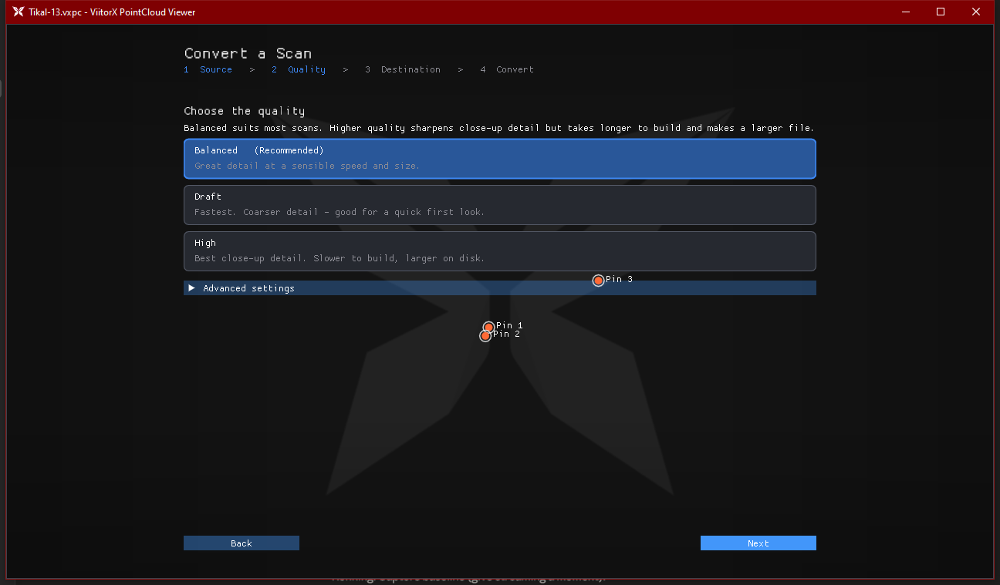 Tikal-13.vxpc - ViitorX PointCloud Viewer
Convert a Scan
1 Source > 2 Quality > 3 Destination > 4 Convert
Choose the quality
Balanced suits most scans. Higher quality sharpens close-up detail but takes longer to build and makes a larger file.
Balanced (Recommended)
Great detail at a sensible speed and size.
Draft
Fastest. Coarser detail - good for a quick first look.
High
Best close-up detail. Slower to build, larger on disk.
Pin 3
Advanced settings
Pin 1
Pin 2
Back Next